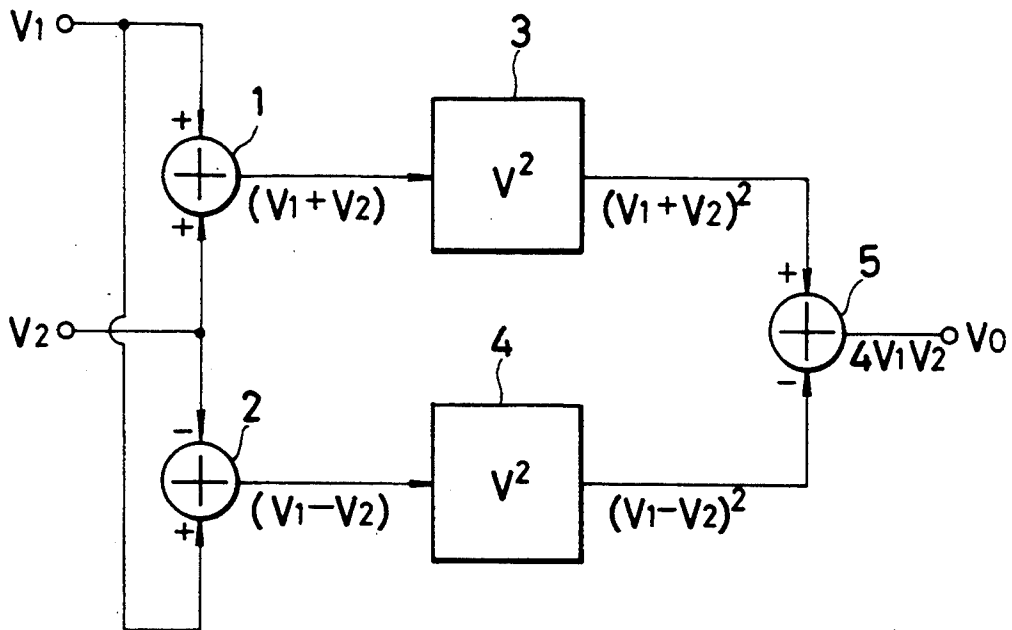 V1
3
1
+
V²
(V1+V2)
(V1+V2)²
+
+
5
V2
V0
4V1V2
4
-
2
-
V²
(V1-V2)
(V1-V2)²
+